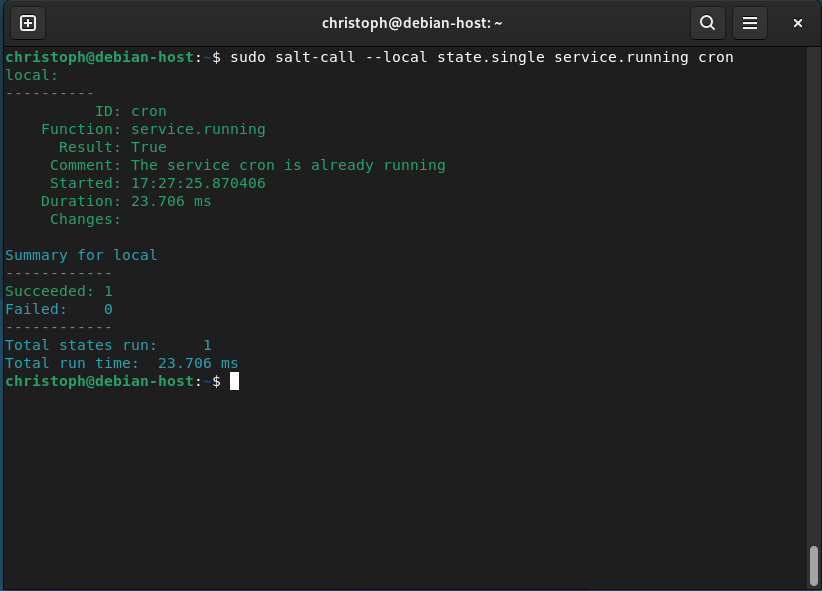 christoph@debian-host: ~
christoph@debian-host:~$ sudo salt-call --local state.single service.running cron
local:
----------
          ID: cron
    Function: service.running
      Result: True
     Comment: The service cron is already running
     Started: 17:27:25.870406
    Duration: 23.706 ms
     Changes:

Summary for local
------------
Succeeded: 1
Failed:    0
------------
Total states run:     1
Total run time:  23.706 ms
christoph@debian-host:~$